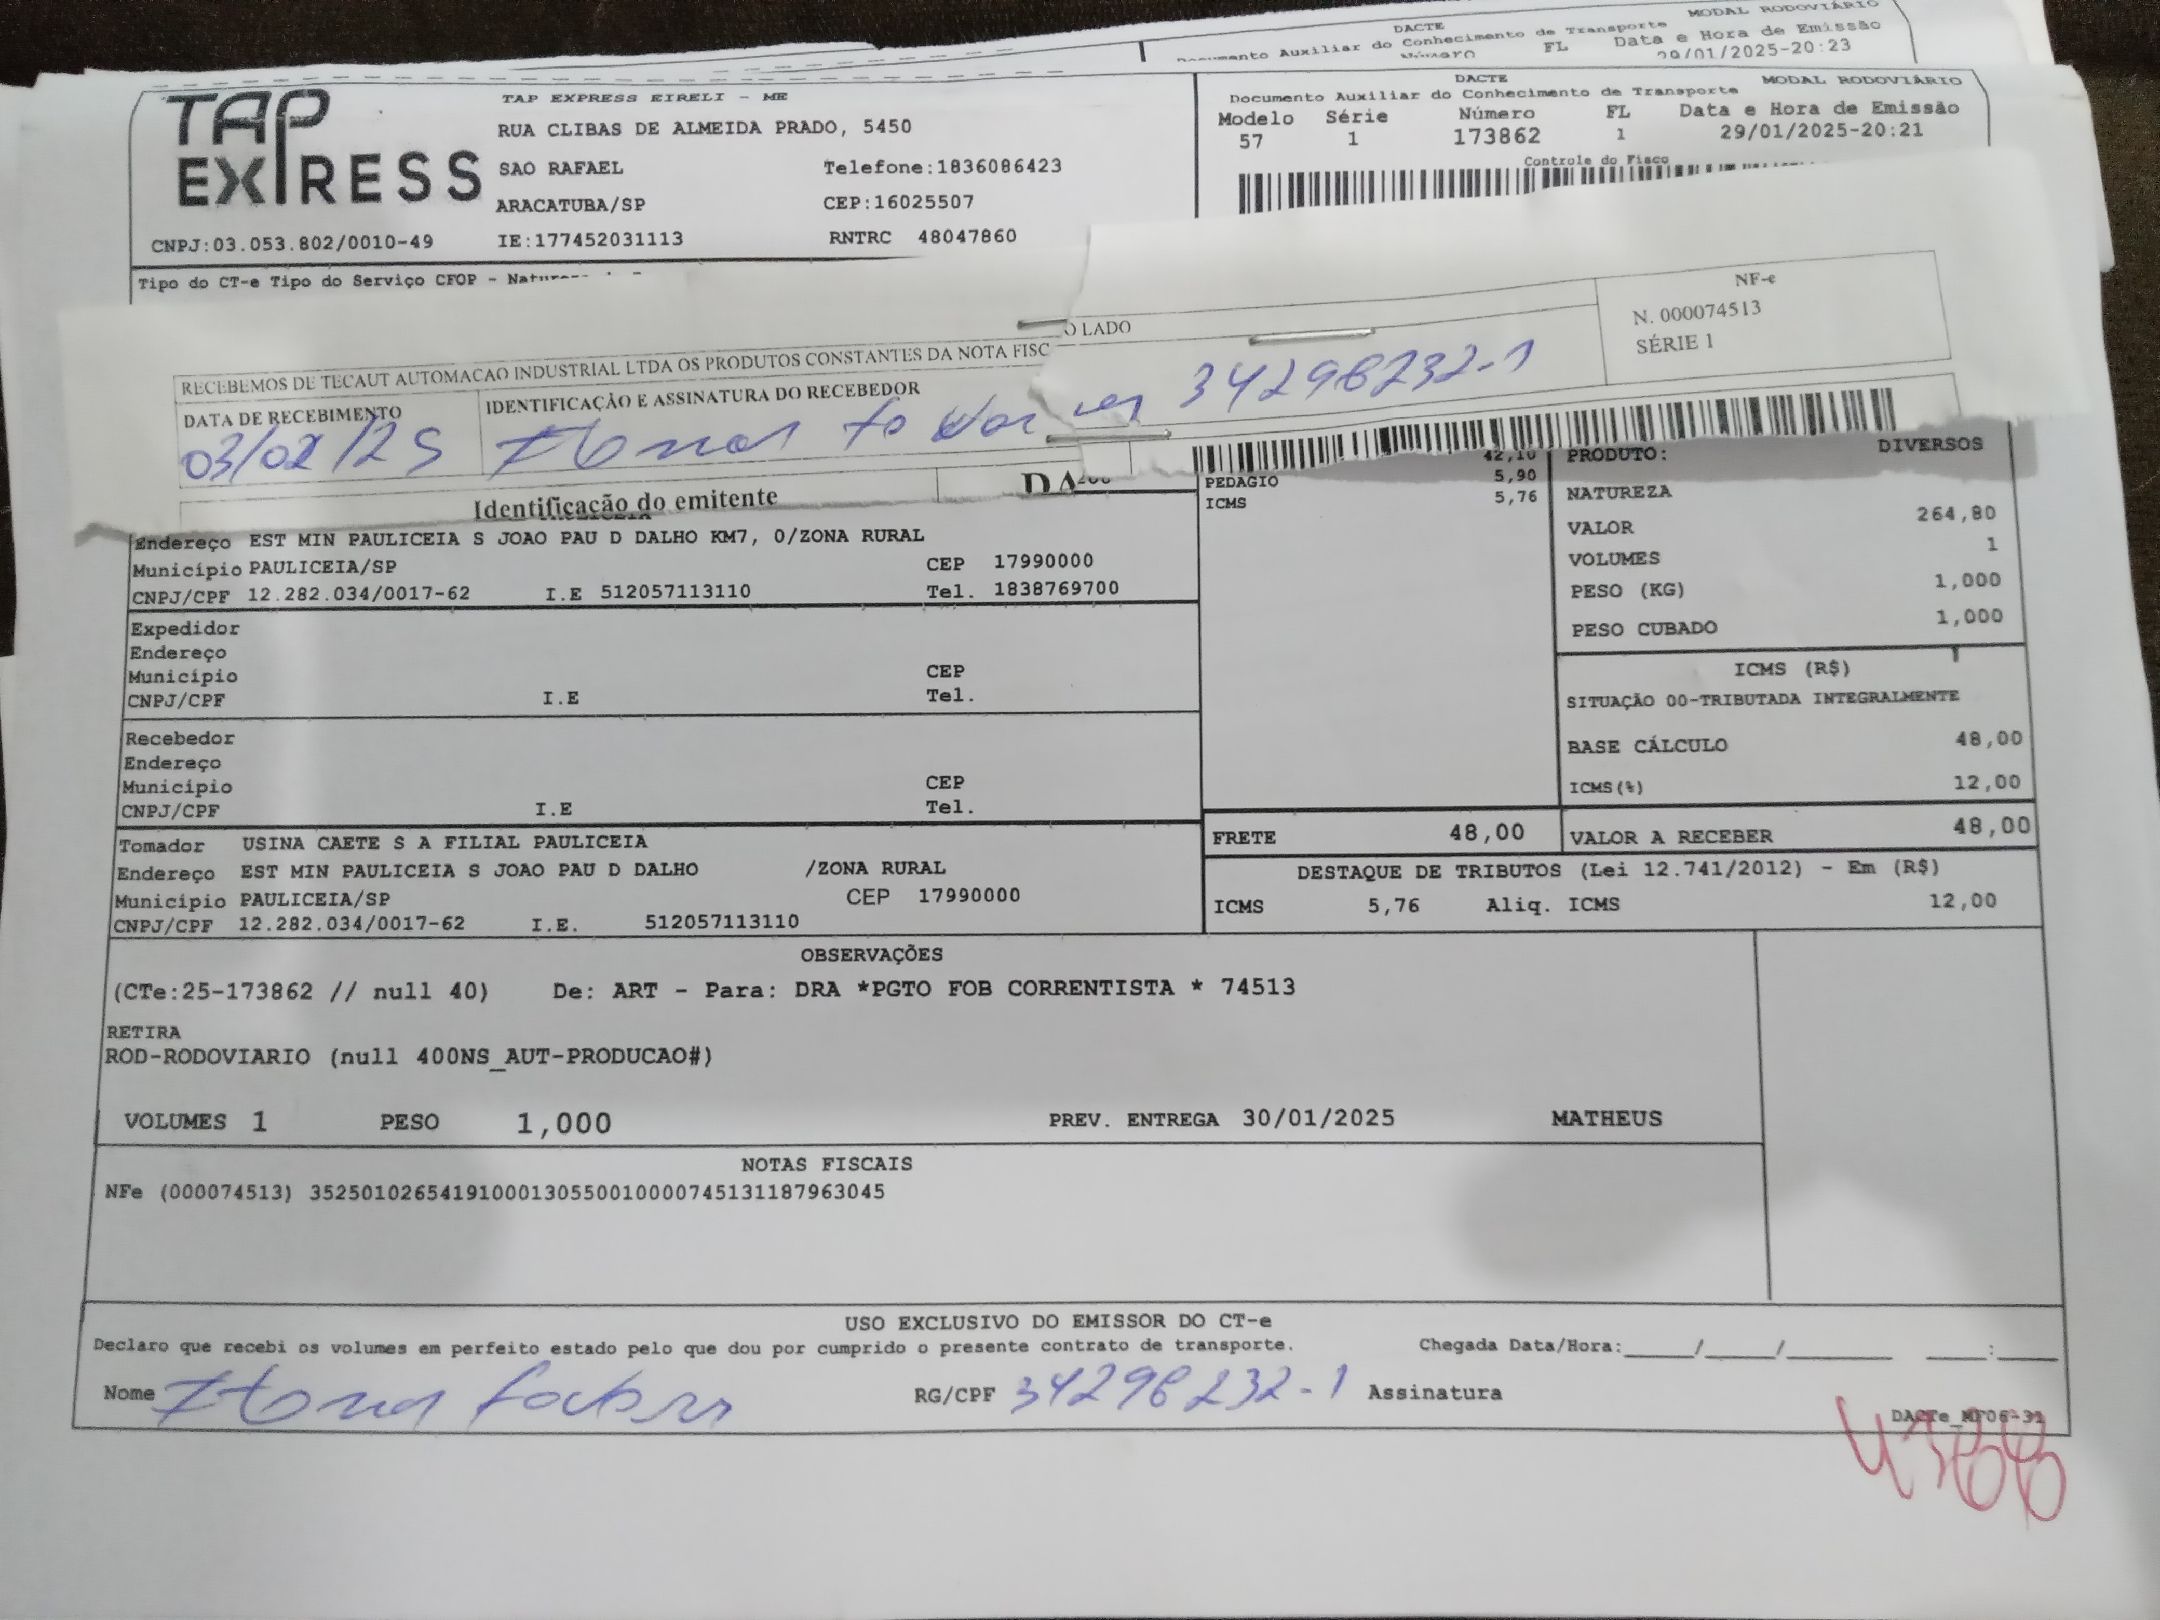 DACTE
MODAL RODOVIÁRIO
Documento Auxiliar do Conhecimento de Transporte
Número FL Data e Hora de Emissão
29/01/2025-20:23
TAP EXPRESS
TAP EXPRESS EIRELI - ME
RUA CLIBAS DE ALMEIDA PRADO, 5450
SAO RAFAEL Telefone:1836086423
ARACATUBA/SP CEP:16025507
CNPJ:03.053.802/0010-49 IE:177452031113 RNTRC 48047860
DACTE MODAL RODOVIÁRIO
Documento Auxiliar do Conhecimento de Transporte
Modelo Série Número FL Data e Hora de Emissão
57 1 173862 1 29/01/2025-20:21
Controle do Fisco
Tipo do CT-e Tipo do Serviço CFOP -
RECEBEMOS DE TECAUT AUTOMACAO INDUSTRIAL LTDA OS PRODUTOS CONSTANTES DA NOTA FISC
O LADO
NF-e
N. 000074513
SÉRIE 1
DATA DE RECEBIMENTO IDENTIFICAÇÃO E ASSINATURA DO RECEBEDOR
03/02/25 34298232-1
Identificação do emitente
DA
42,10
PEDAGIO 5,90
ICMS 5,76
PRODUTO: DIVERSOS
NATUREZA
VALOR 264,80
VOLUMES 1
PESO (KG) 1,000
PESO CUBADO 1,000
Endereço EST MIN PAULICEIA S JOAO PAU D DALHO KM7, 0/ZONA RURAL
Município PAULICEIA/SP CEP 17990000
CNPJ/CPF 12.282.034/0017-62 I.E 512057113110 Tel. 1838769700
Expedidor
Endereço
Município CEP
CNPJ/CPF I.E Tel.
Recebedor
Endereço
Município CEP
CNPJ/CPF I.E Tel.
ICMS (R$)
SITUAÇÃO 00-TRIBUTADA INTEGRALMENTE
BASE CÁLCULO 48,00
ICMS(%) 12,00
FRETE 48,00 VALOR A RECEBER 48,00
Tomador USINA CAETE S A FILIAL PAULICEIA
Endereço EST MIN PAULICEIA S JOAO PAU D DALHO /ZONA RURAL
Município PAULICEIA/SP CEP 17990000
CNPJ/CPF 12.282.034/0017-62 I.E. 512057113110
DESTAQUE DE TRIBUTOS (Lei 12.741/2012) - Em (R$)
ICMS 5,76 Aliq. ICMS 12,00
OBSERVAÇÕES
(CTe:25-173862 // null 40) De: ART - Para: DRA *PGTO FOB CORRENTISTA * 74513
RETIRA
ROD-RODOVIARIO (null 400NS_AUT-PRODUCAO#)
VOLUMES 1 PESO 1,000 PREV. ENTREGA 30/01/2025 MATHEUS
NOTAS FISCAIS
NFe (000074513) 35250102654191000130550010000745131187963045
USO EXCLUSIVO DO EMISSOR DO CT-e
Declaro que recebi os volumes em perfeito estado pelo que dou por cumprido o presente contrato de transporte. Chegada Data/Hora:_____/_____/_______ ____:____
Nome RG/CPF 34298232-1 Assinatura
DACTe_MF06-31